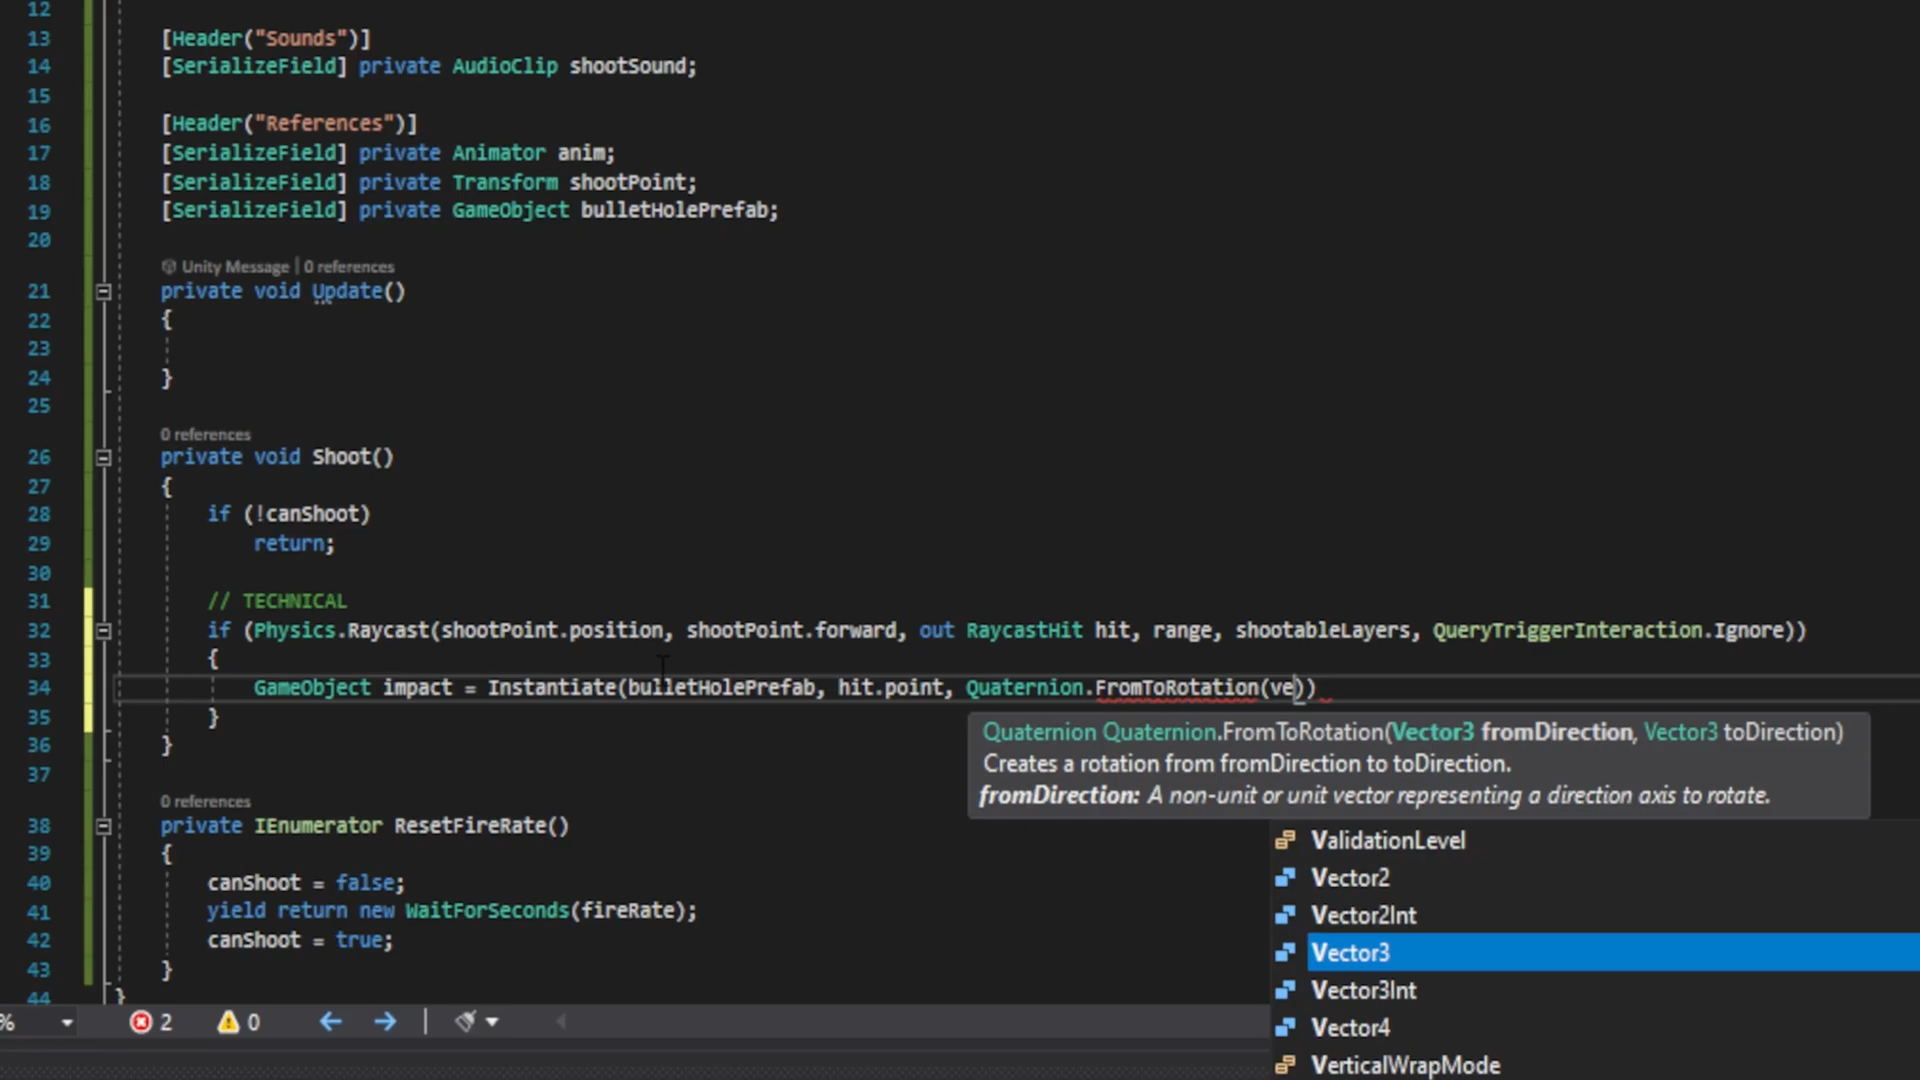 12
13 [Header("Sounds")]
14 [SerializeField] private AudioClip shootSound;
15
16 [Header("References")]
17 [SerializeField] private Animator anim;
18 [SerializeField] private Transform shootPoint;
19 [SerializeField] private GameObject bulletHolePrefab;
20
Unity Message | 0 references
21 private void Update()
22 {
23
24 }
25
0 references
26 private void Shoot()
27 {
28 if (!canShoot)
29 return;
30
31 // TECHNICAL
32 if (Physics.Raycast(shootPoint.position, shootPoint.forward, out RaycastHit hit, range, shootableLayers, QueryTriggerInteraction.Ignore))
33 {
34 GameObject impact = Instantiate(bulletHolePrefab, hit.point, Quaternion.FromToRotation(ve))
35 }
Quaternion Quaternion.FromToRotation(Vector3 fromDirection, Vector3 toDirection)
Creates a rotation from fromDirection to toDirection.
fromDirection: A non-unit or unit vector representing a direction axis to rotate.
36 }
37
0 references
38 private IEnumerator ResetFireRate()
39 {
40 canShoot = false;
41 yield return new WaitForSeconds(fireRate);
42 canShoot = true;
43 }
44 }
ValidationLevel
Vector2
Vector2Int
Vector3
Vector3Int
Vector4
VerticalWrapMode
% 2 0